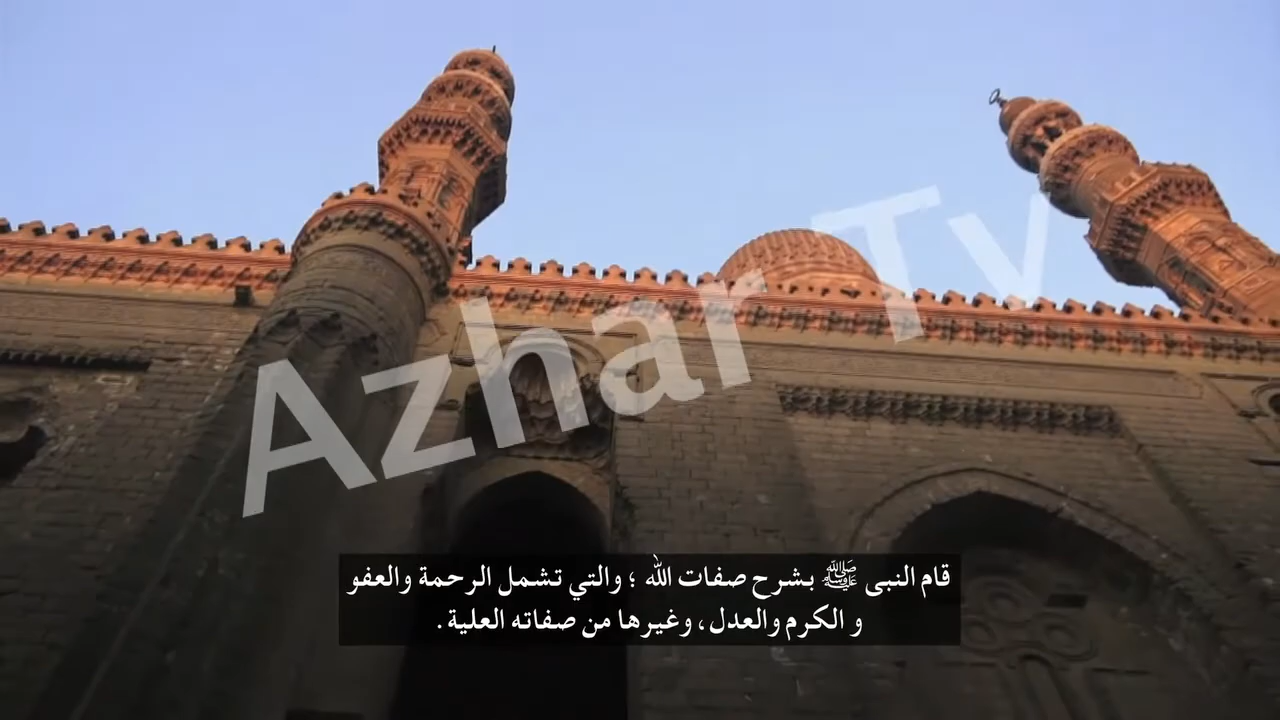 Azhar Tv
قام النبى ﷺ بشرح صفات الله ؛ والتي تشمل الرحمة والعفو
و الكرم والعدل، وغيرها من صفاته العلية.